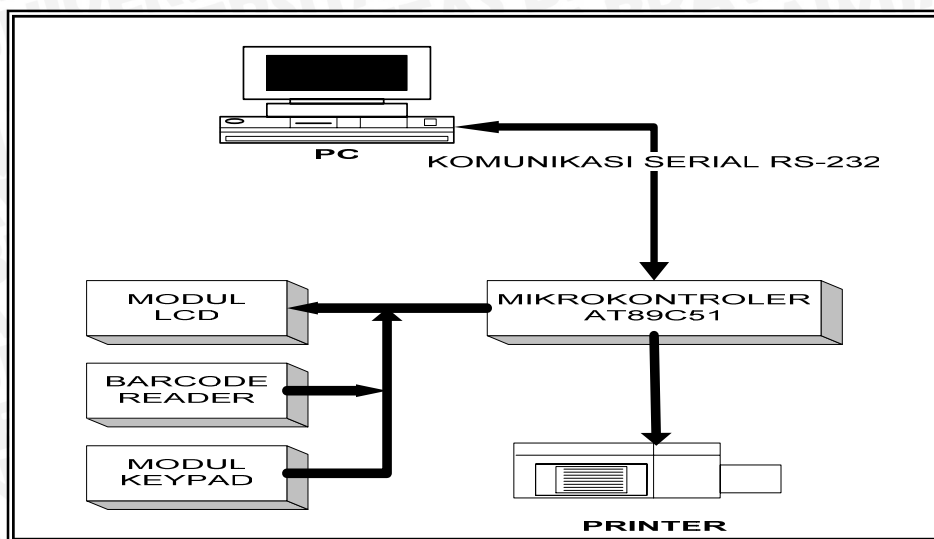 PC
KOMUNIKASI SERIAL RS-232
MODUL
LCD
MIKROKONTROLER
AT89C51
BARCODE
READER
MODUL
KEYPAD
PRINTER